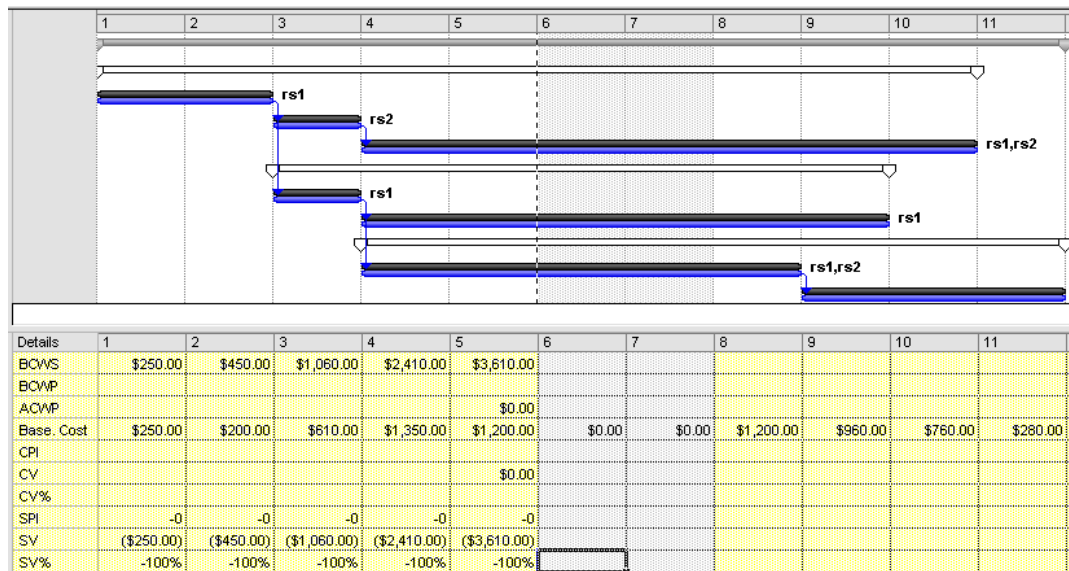 1 2 3 4 5 6 7 8 9 10 11
rs1
rs2
rs1,rs2
rs1
rs1
rs1,rs2
Details 1 2 3 4 5 6 7 8 9 10 11
BCWS $250.00 $450.00 $1,060.00 $2,410.00 $3,610.00
BCWP
ACWP $0.00
Base. Cost $250.00 $200.00 $610.00 $1,350.00 $1,200.00 $0.00 $0.00 $1,200.00 $960.00 $760.00 $280.00
CPI
CV $0.00
CV%
SPI -0 -0 -0 -0 -0
SV ($250.00) ($450.00) ($1,060.00) ($2,410.00) ($3,610.00)
SV% -100% -100% -100% -100% -100%